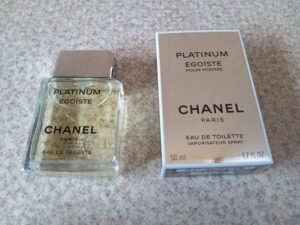 PLATINUM
ÉGOÏSTE
CHANEL
PARIS
EAU DE TOILETTE
PLATINUM
ÉGOÏSTE
POUR HOMME
CHANEL
PARIS
EAU DE TOILETTE
VAPORISATEUR SPRAY
50 ml 1.7 FL. OZ.